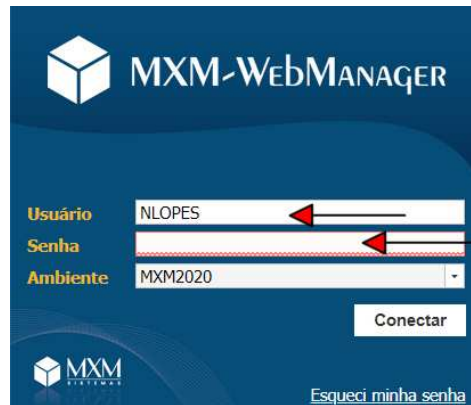 MXM-WebManager
Usuário NLOPES
Senha
Ambiente MXM2020
Conectar
MXM
SISTEMAS
Esqueci minha senha